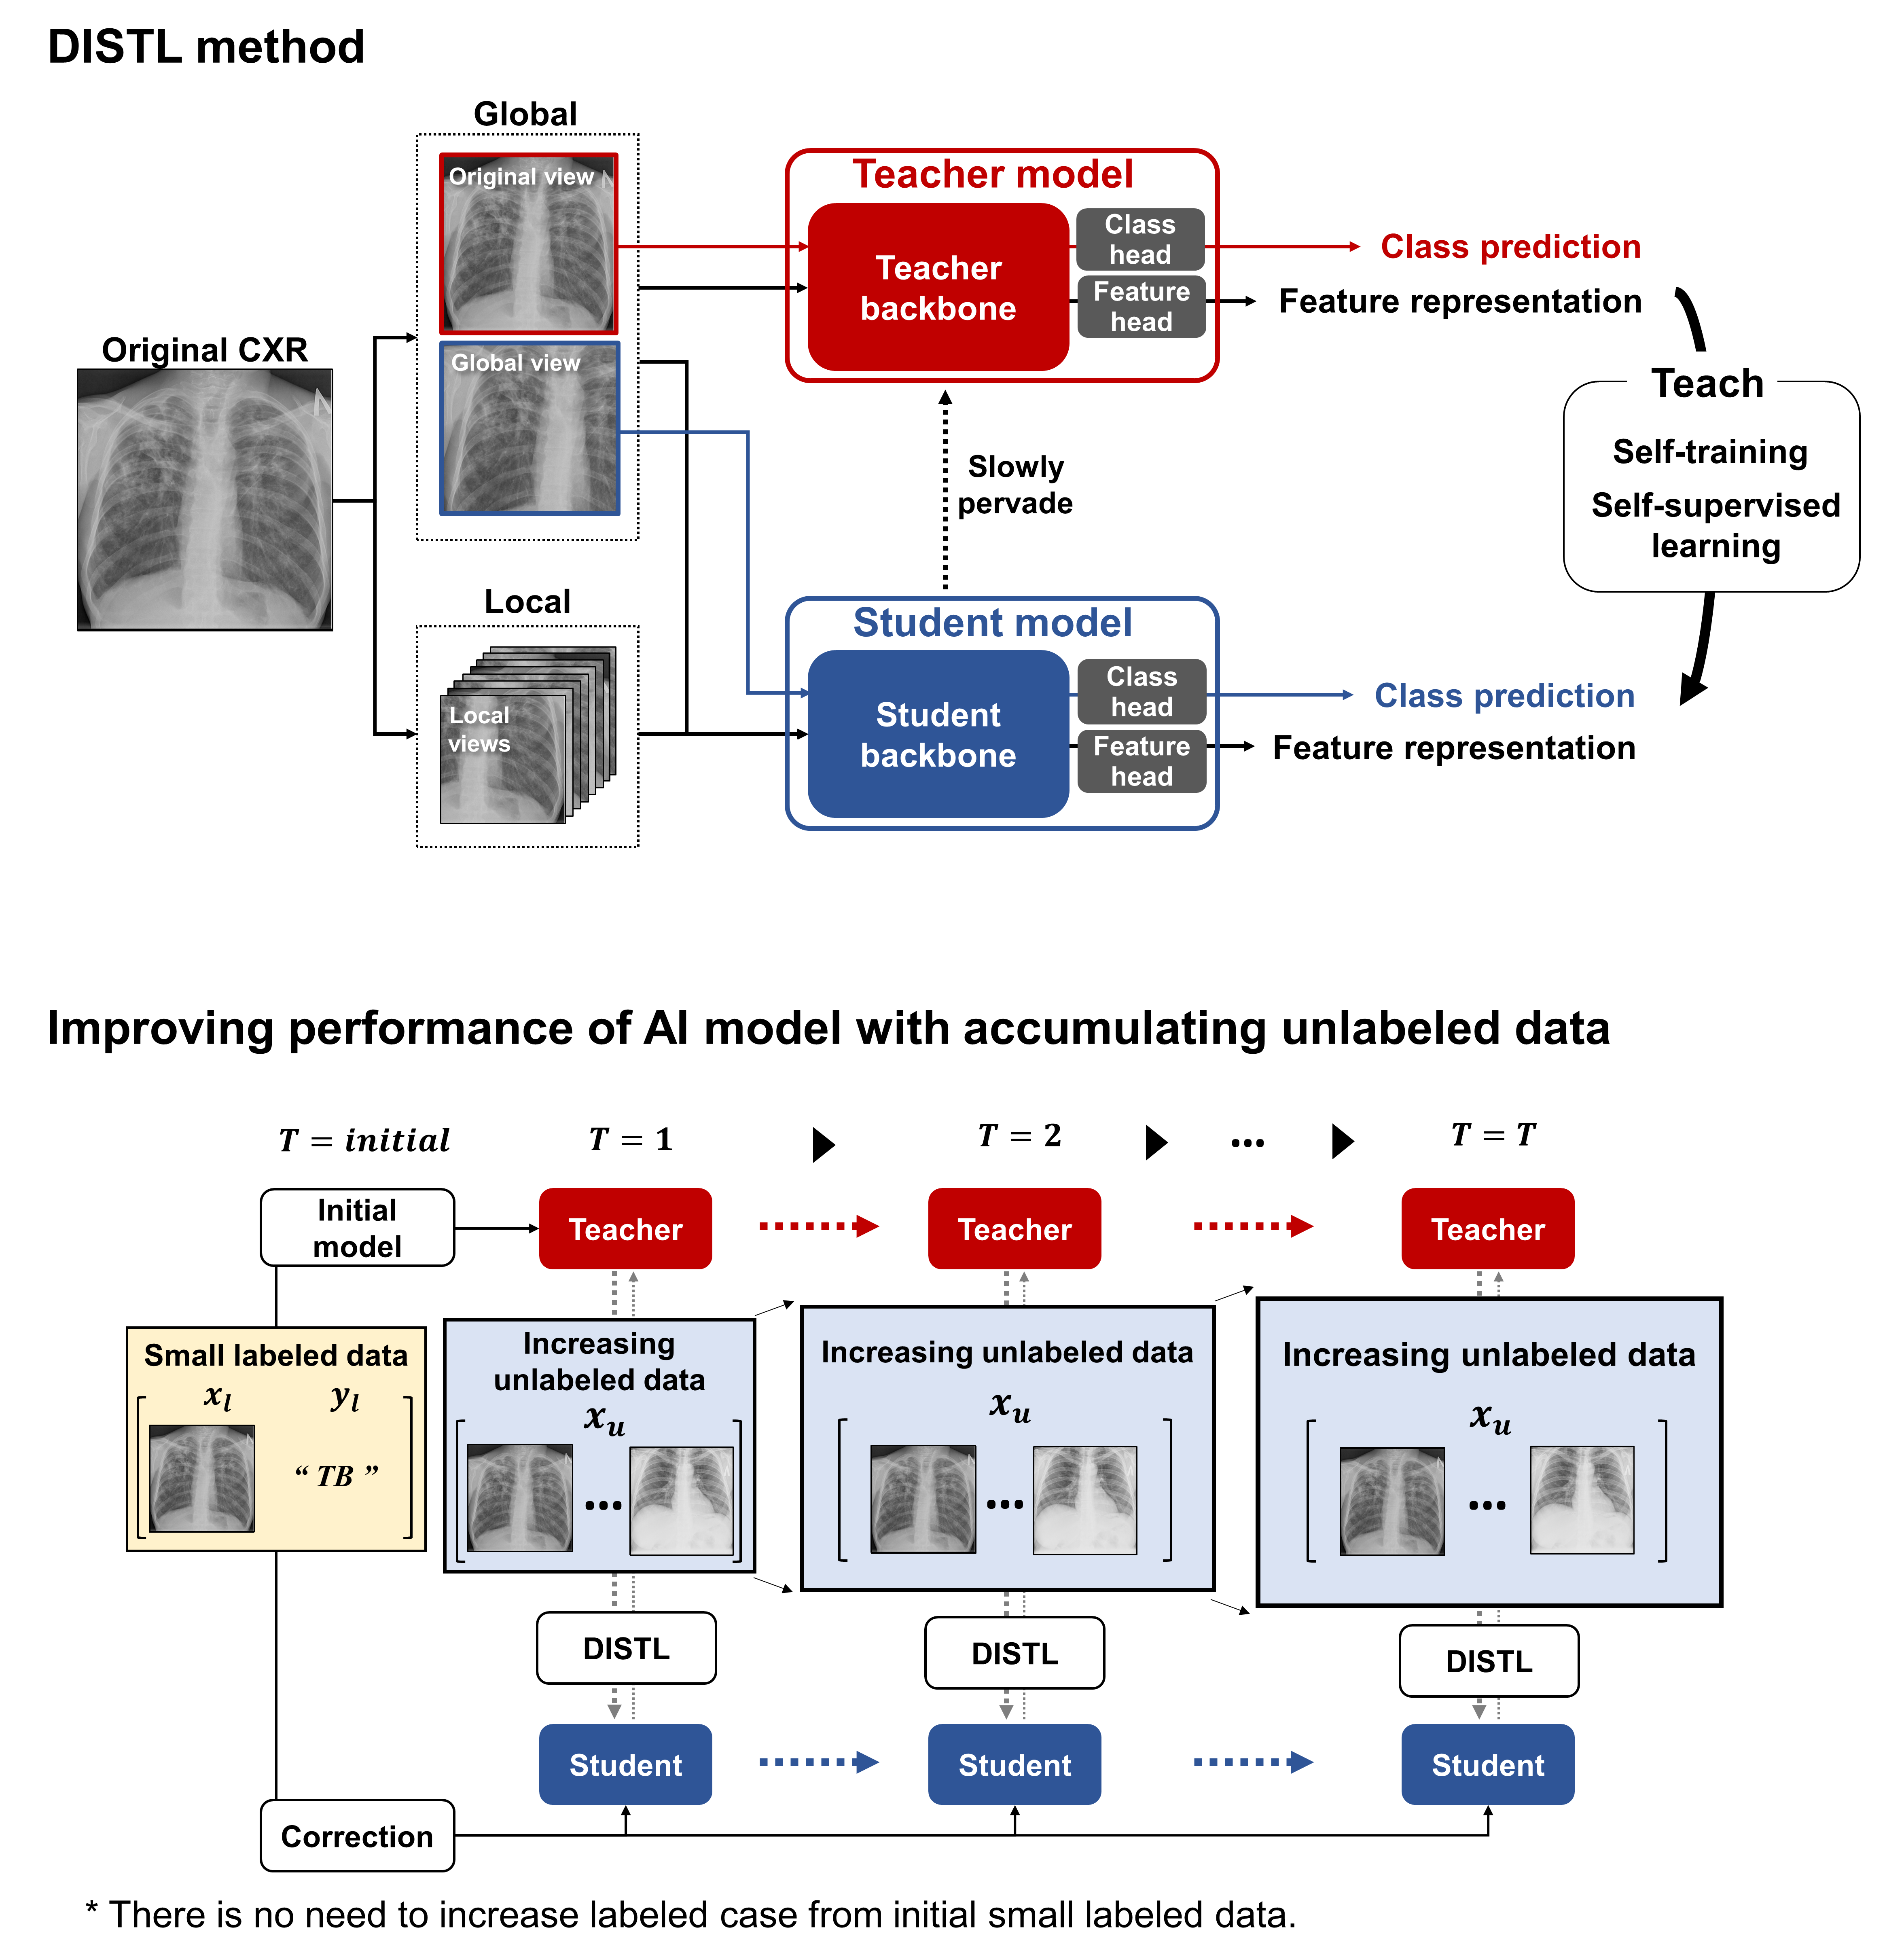 DISTL method
Global
Original view
Global view
Original CXR
Local
Local
views
Teacher model
Teacher
backbone
Class
head
Feature
head
Class prediction
Feature representation
Slowly
pervade
Teach
Self-training
Self-supervised
learning
Student model
Student
backbone
Class
head
Feature
head
Class prediction
Feature representation
Improving performance of AI model with accumulating unlabeled data
T = initial
T = 1
T = 2
...
T = T
Initial
model
Teacher
Teacher
Teacher
Small labeled data
x_l y_l
“ TB ”
Increasing
unlabeled data
x_u
...
Increasing unlabeled data
x_u
...
Increasing unlabeled data
x_u
...
DISTL
DISTL
DISTL
Student
Student
Student
Correction
* There is no need to increase labeled case from initial small labeled data.